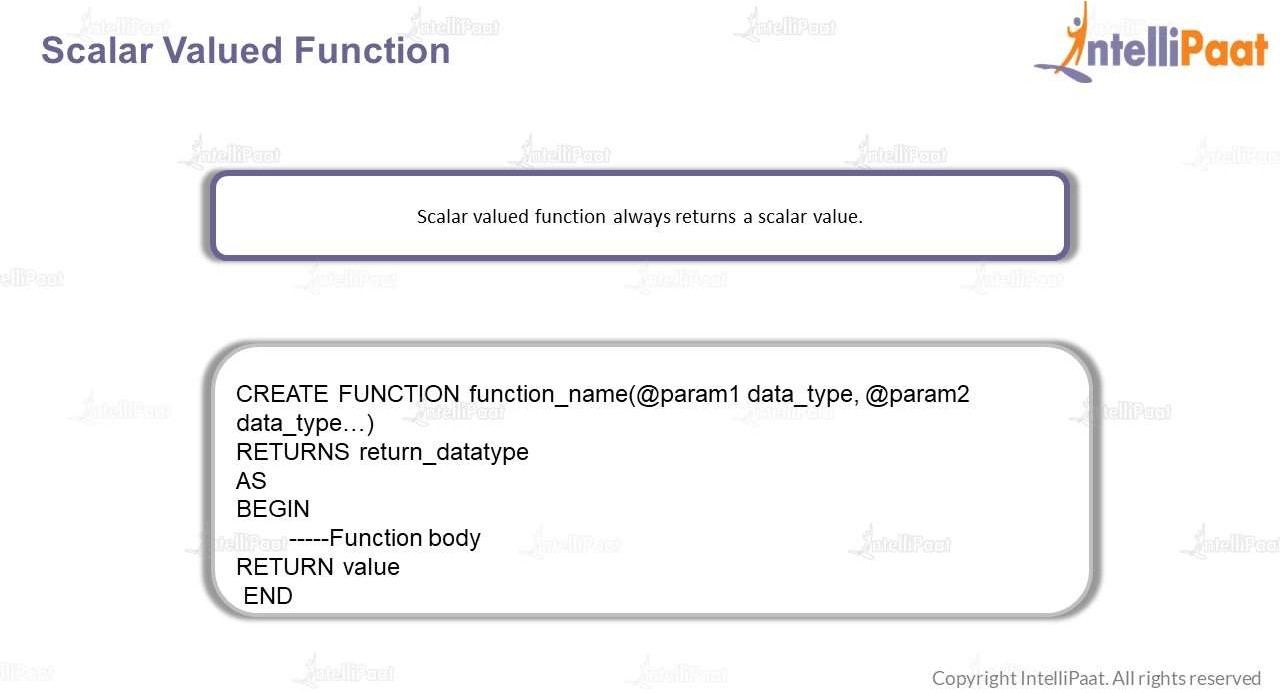 Scalar Valued Function
IntelliPaat
Scalar valued function always returns a scalar value.
CREATE FUNCTION function_name(@param1 data_type, @param2
data_type…)
RETURNS return_datatype
AS
BEGIN
-----Function body
RETURN value
END
Copyright IntelliPaat. All rights reserved